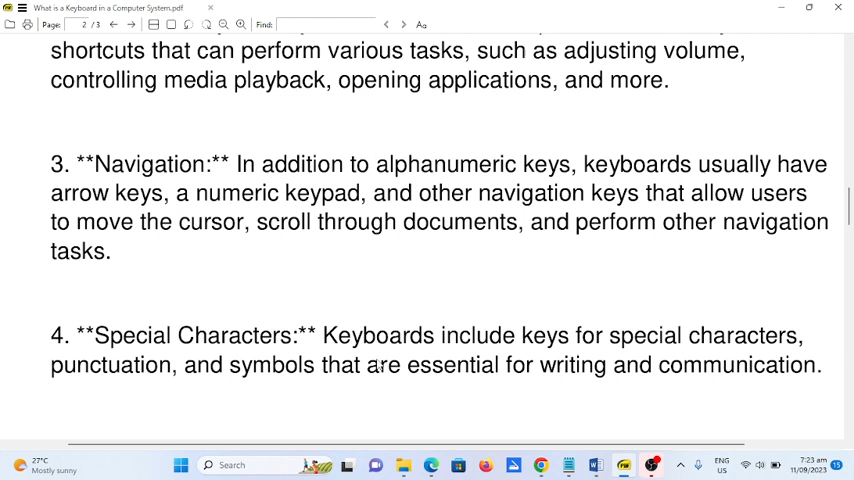 What is a Keyboard in a Computer System.pdf
Page: 2 / 3 Find: Aa
shortcuts that can perform various tasks, such as adjusting volume,
controlling media playback, opening applications, and more.
3. **Navigation:** In addition to alphanumeric keys, keyboards usually have
arrow keys, a numeric keypad, and other navigation keys that allow users
to move the cursor, scroll through documents, and perform other navigation
tasks.
4. **Special Characters:** Keyboards include keys for special characters,
punctuation, and symbols that are essential for writing and communication.
27°C
Mostly sunny
Search
ENG
US
7:23 am
11/09/2023
15